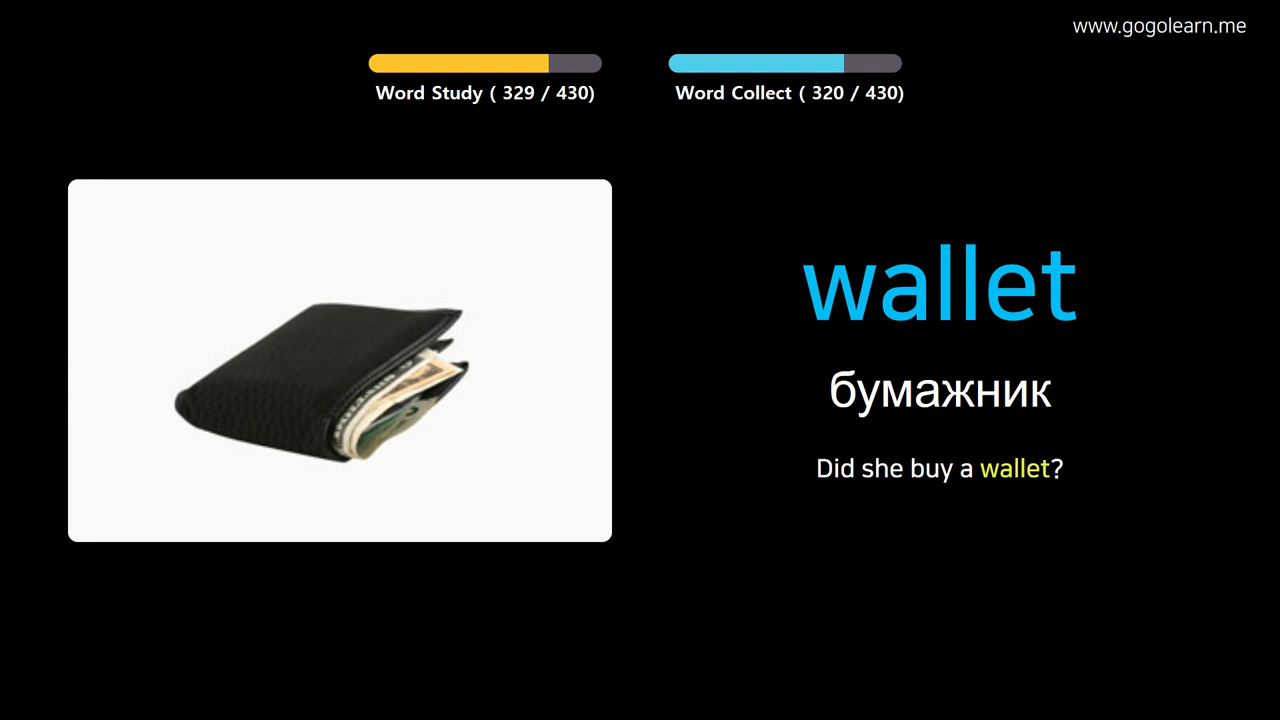 www.gogolearn.me
Word Study ( 329 / 430)
Word Collect ( 320 / 430)
wallet
бумажник
Did she buy a wallet?